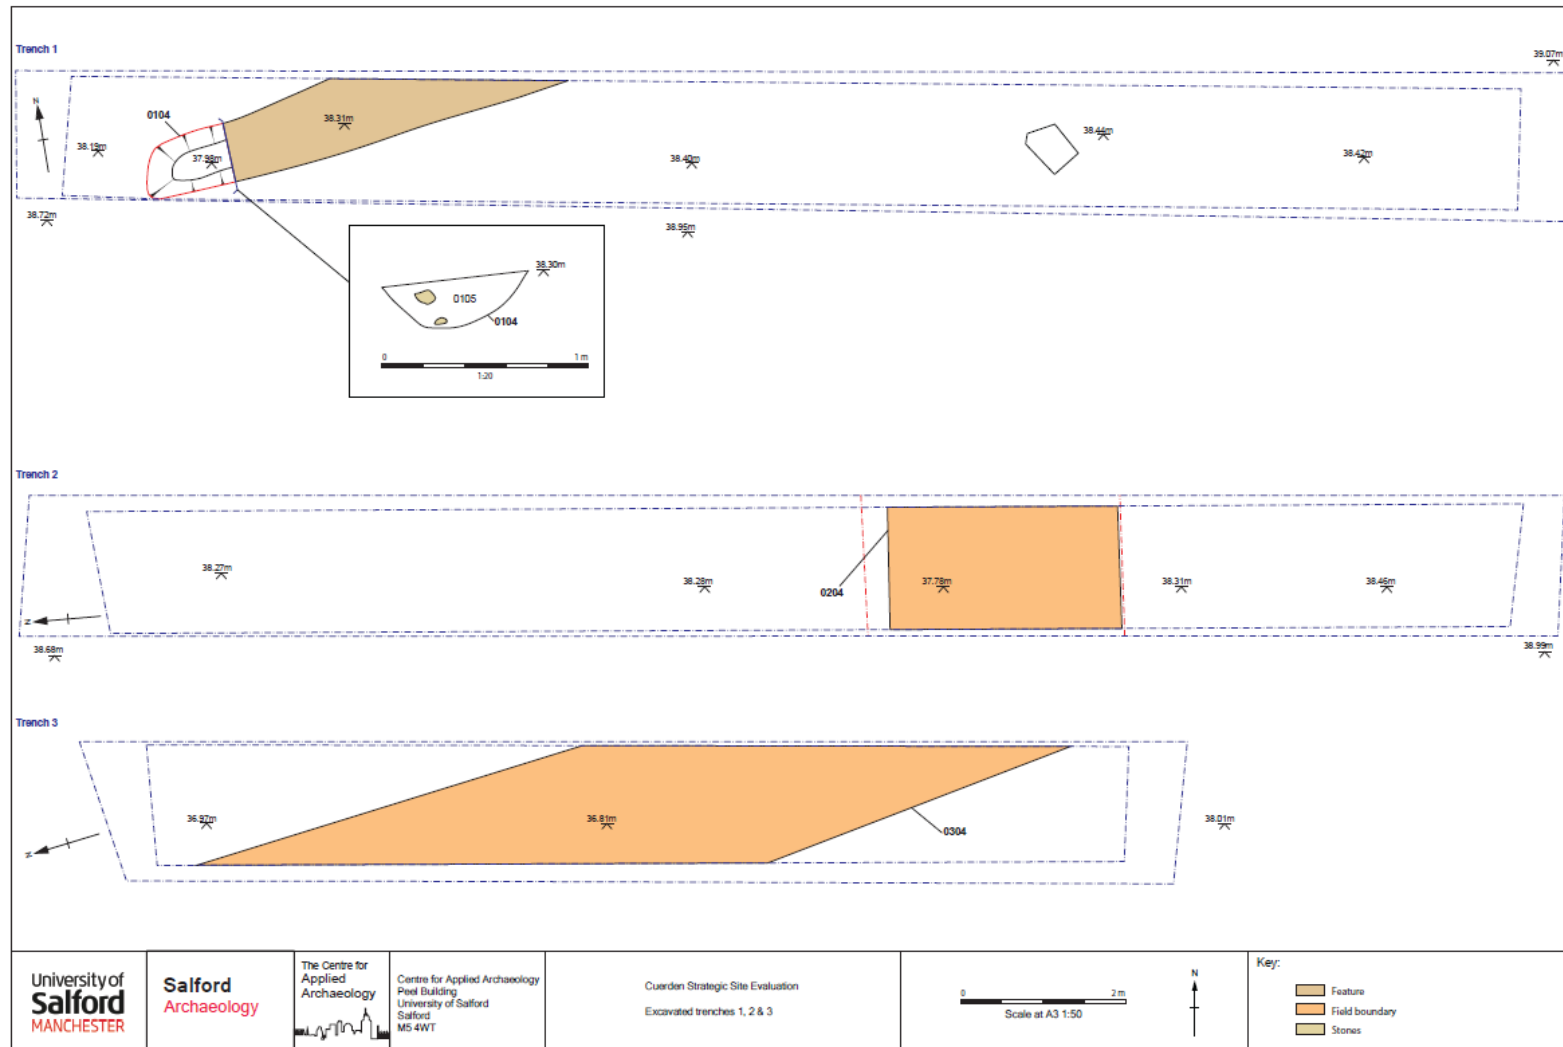 Trench 1
39.07m
N
0104
38.31m
38.19m
37.98m
38.40m
38.44m
38.42m
38.72m
38.95m
38.30m
0105
0104
0 1 m
1:20
Trench 2
38.27m
38.28m
0204
37.78m
38.31m
38.46m
N
38.68m
38.99m
Trench 3
36.97m
36.81m
0304
38.01m
N
University of
Salford
MANCHESTER
Salford
Archaeology
The Centre for
Applied
Archaeology
Centre for Applied Archaeology
Peel Building
University of Salford
Salford
M5 4WT
Cuerden Strategic Site Evaluation
Excavated trenches 1, 2 & 3
0 2 m
Scale at A3 1:50
N
Key:
Feature
Field boundary
Stones